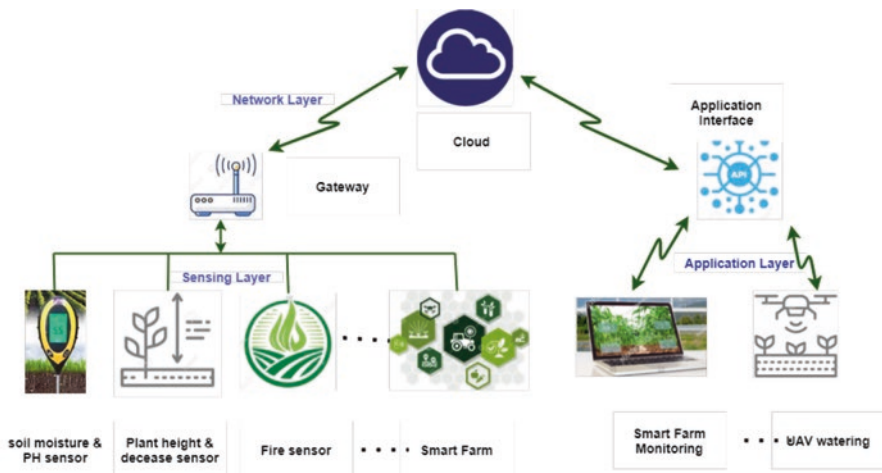 Network Layer
Cloud
Application
Interface
API
Gateway
Sensing Layer
Application Layer
soil moisture &
PH sensor
Plant height &
decease sensor
Fire sensor
Smart Farm
Smart Farm
Monitoring
UAV watering